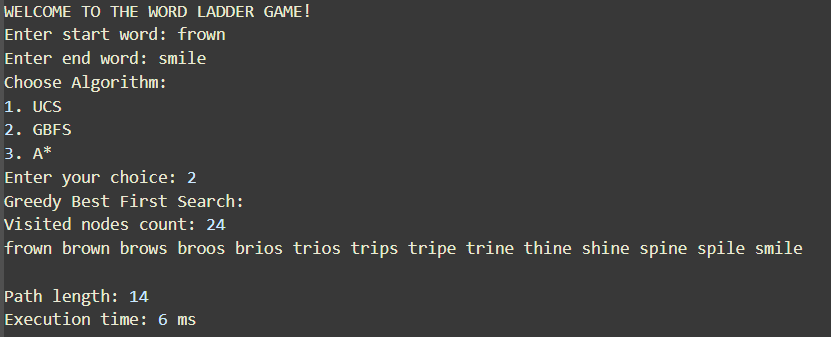 WELCOME TO THE WORD LADDER GAME!
Enter start word: frown
Enter end word: smile
Choose Algorithm:
1. UCS
2. GBFS
3. A*
Enter your choice: 2
Greedy Best First Search:
Visited nodes count: 24
frown brown brows broos brios trios trips tripe trine thine shine spine spile smile
Path length: 14
Execution time: 6 ms